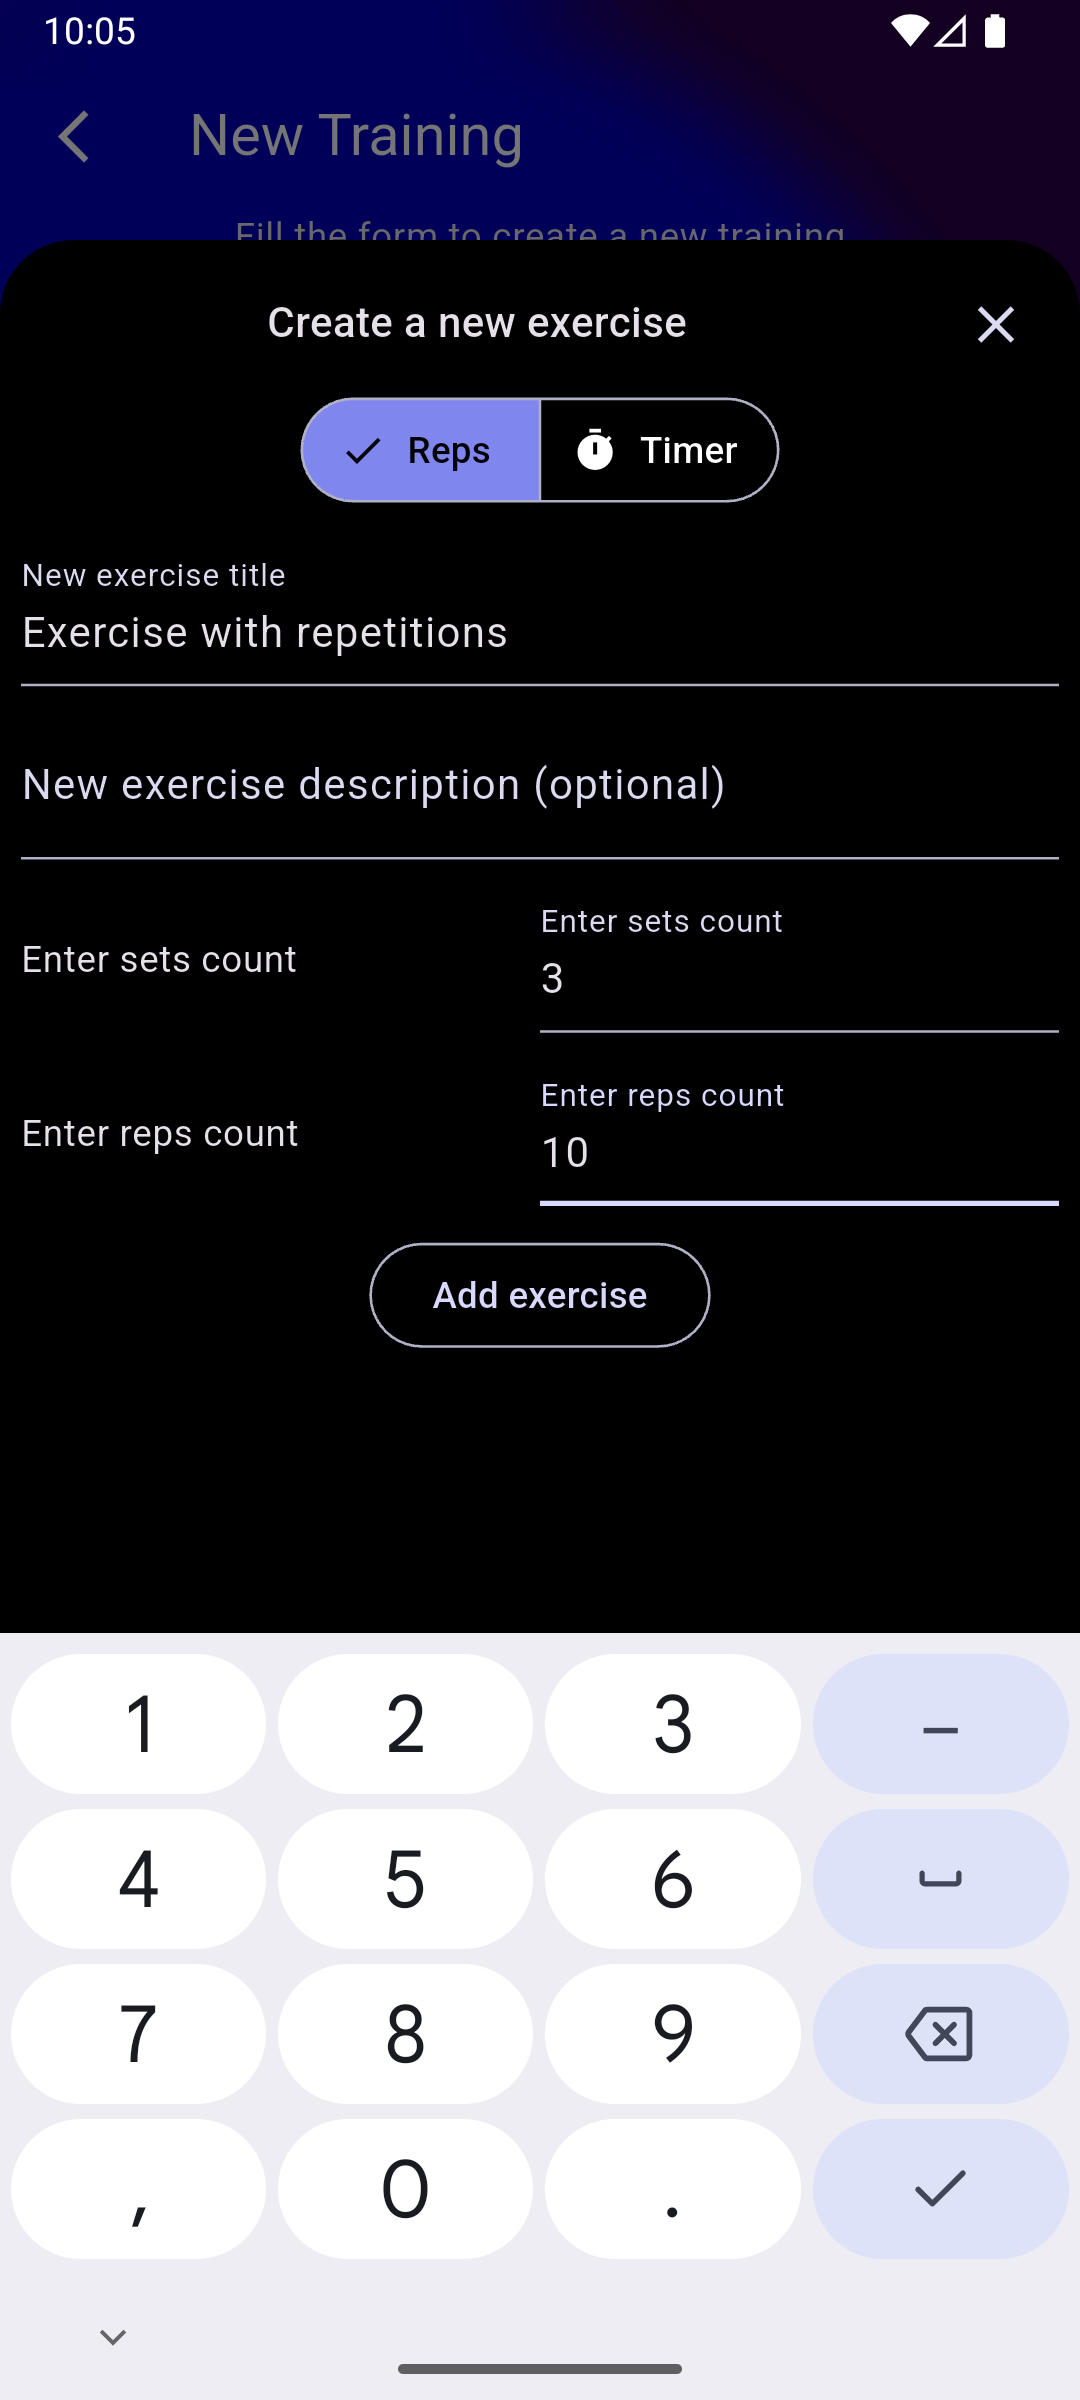 10:05
New Training
Fill the form to create a new training
Create a new exercise
Reps
Timer
New exercise title
Exercise with repetitions
New exercise description (optional)
Enter sets count
Enter sets count
3
Enter reps count
Enter reps count
10
Add exercise
1 2 3 –
4 5 6
7 8 9
, 0 .